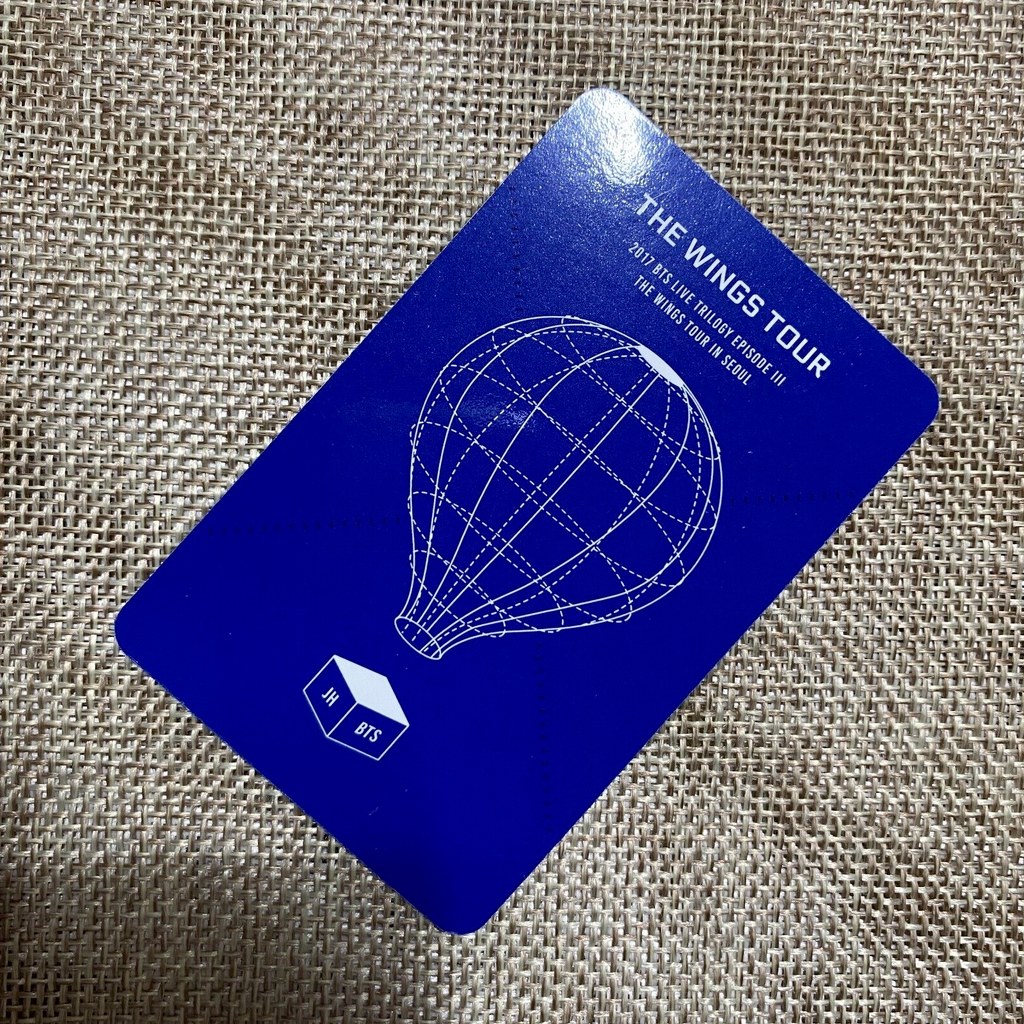 THE WINGS TOUR
2017 BTS LIVE TRILOGY EPISODE III
THE WINGS TOUR IN SEOUL
JH
BTS